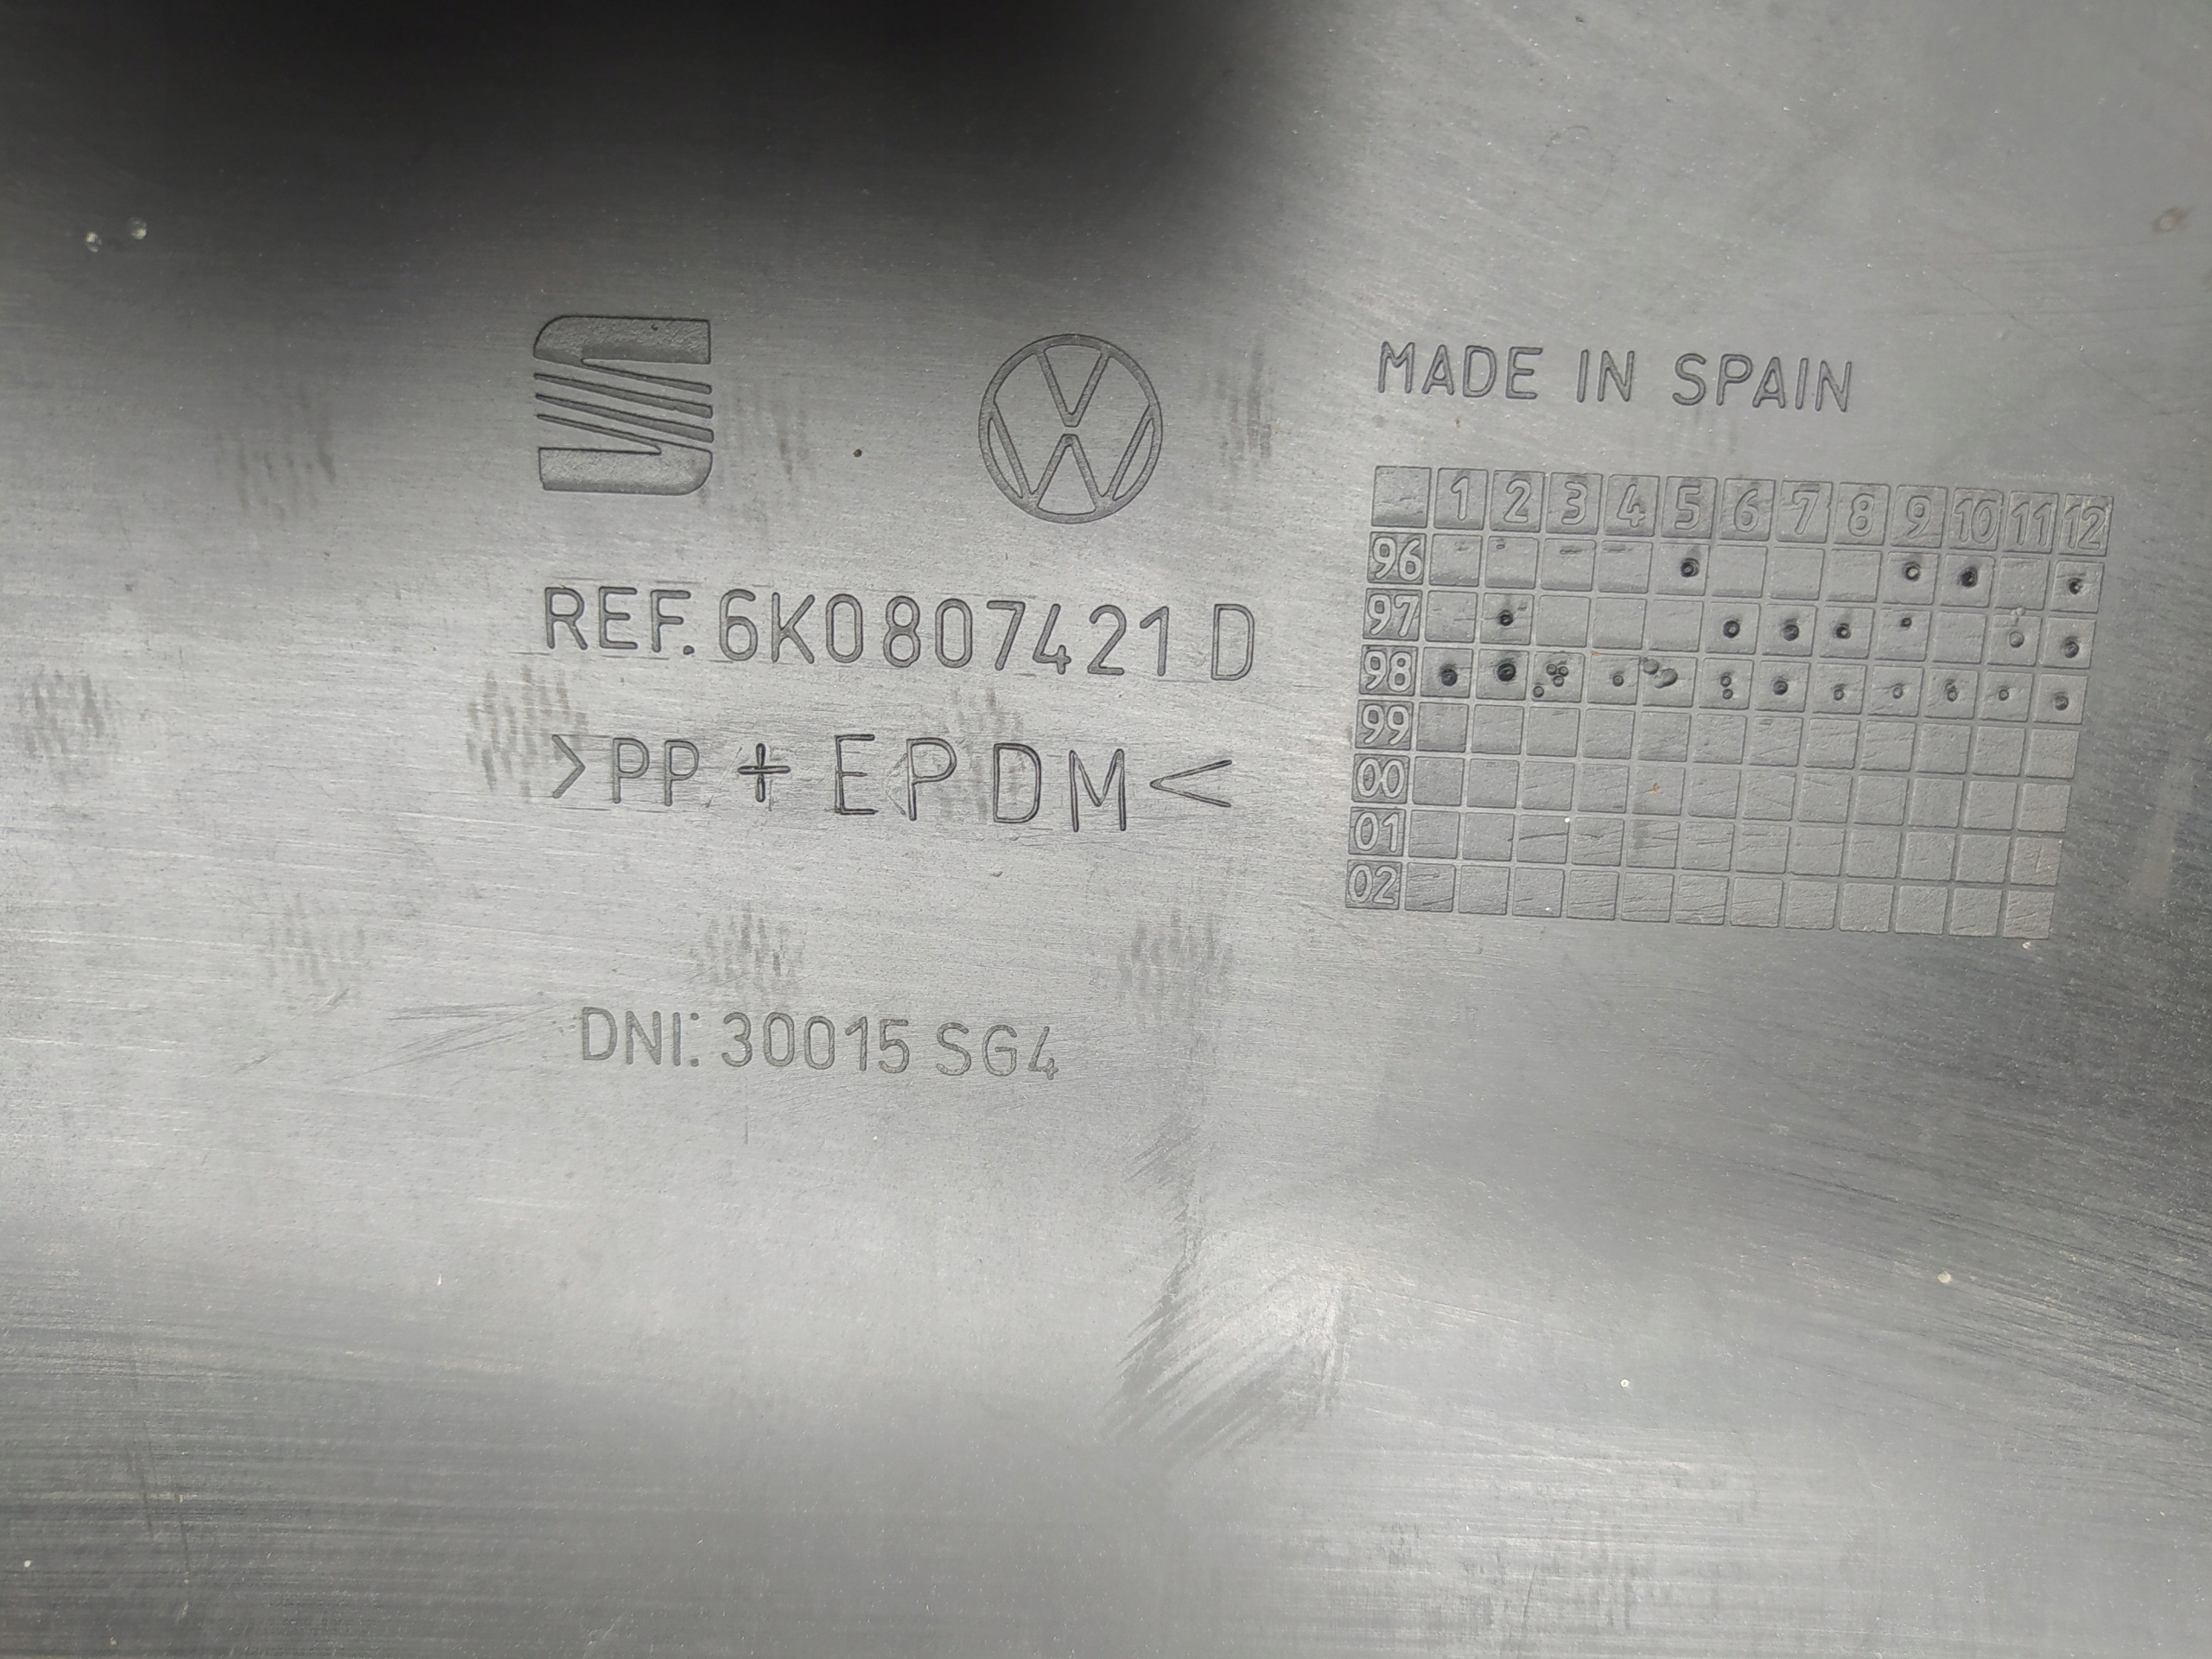 MADE IN SPAIN
REF. 6K0807421 D
>PP + EPDM<
DNI: 30015 SG4
1 2 3 4 5 6 7 8 9 10 11 12
96
97
98
99
00
01
02